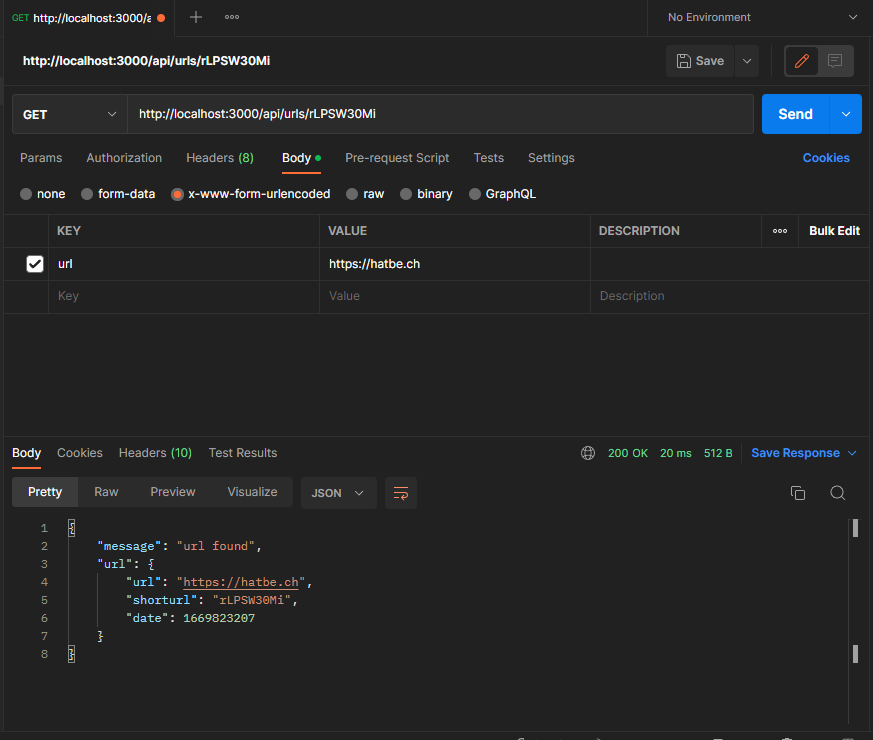 GET http://localhost:3000/a
No Environment
http://localhost:3000/api/urls/rLPSW30Mi
Save
GET http://localhost:3000/api/urls/rLPSW30Mi Send
Params Authorization Headers (8) Body Pre-request Script Tests Settings Cookies
none form-data x-www-form-urlencoded raw binary GraphQL
KEY VALUE DESCRIPTION Bulk Edit
url https://hatbe.ch
Key Value Description
Body Cookies Headers (10) Test Results 200 OK 20 ms 512 B Save Response
Pretty Raw Preview Visualize JSON
1 {
2 "message": "url found",
3 "url": {
4 "url": "https://hatbe.ch",
5 "shorturl": "rLPSW30Mi",
6 "date": 1669823207
7 }
8 }